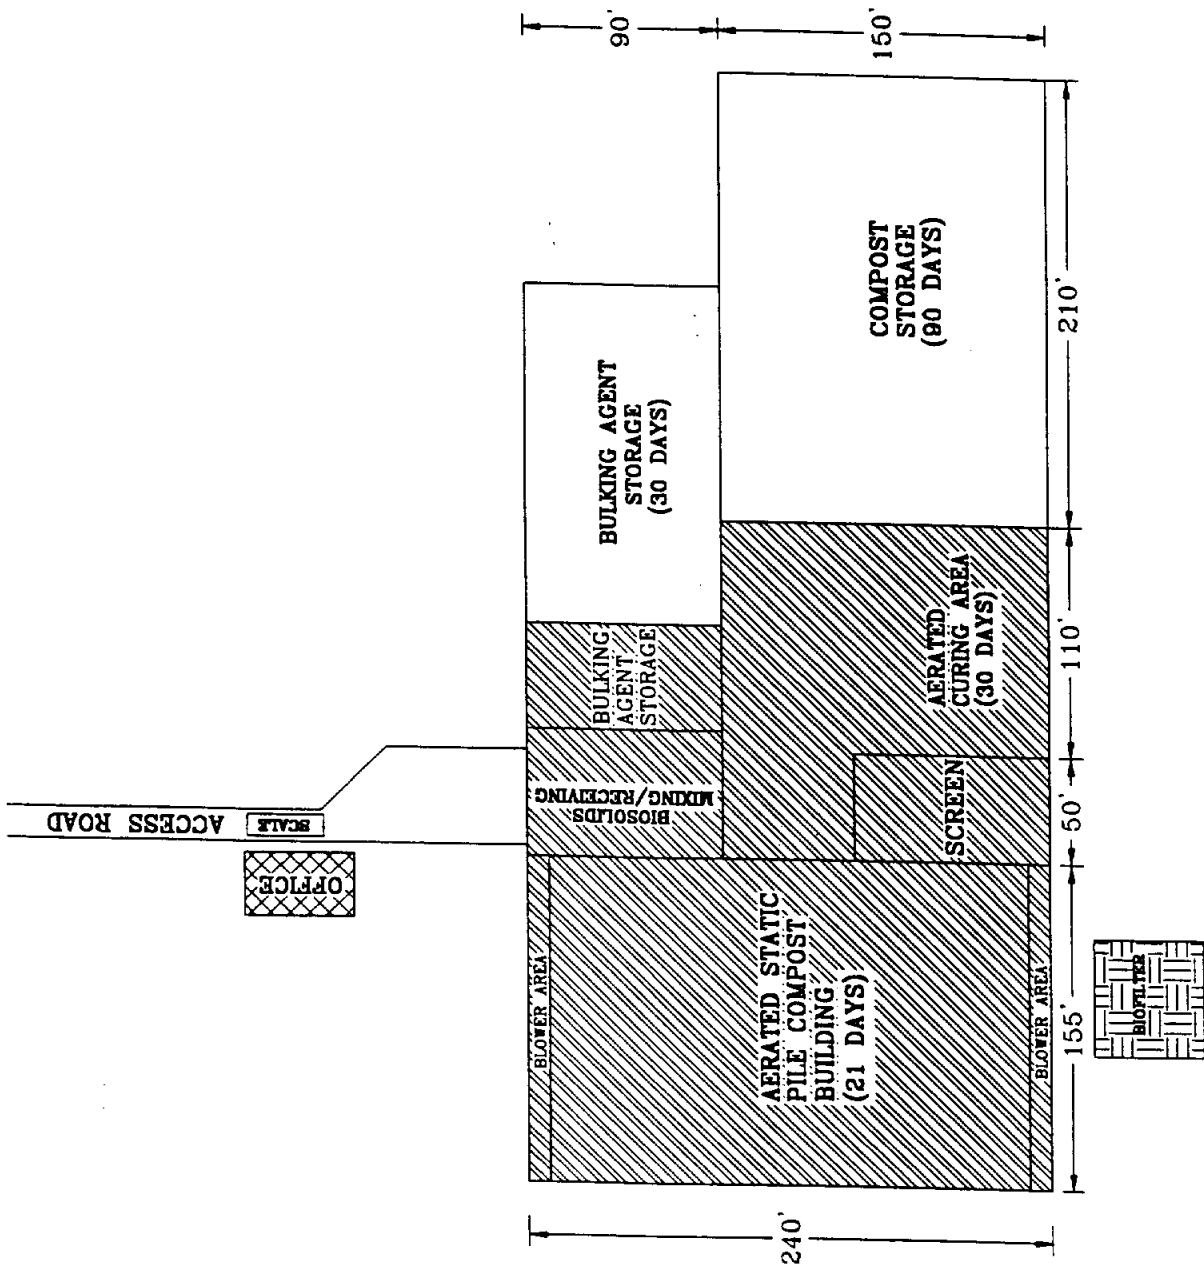 90'
150'
ACCESS ROAD
SCALE
OFFICE
BULKING AGENT
STORAGE
(30 DAYS)
COMPOST
STORAGE
(90 DAYS)
210'
BULKING
AGENT
STORAGE
BIOSOLIDS
MIXING/RECEIVING
AERATED
CURING AREA
(30 DAYS)
110'
SCREEN
50'
BLOWER AREA
AERATED STATIC
PILE COMPOST
BUILDING
(21 DAYS)
BLOWER AREA
155'
BIOFILTER
240'